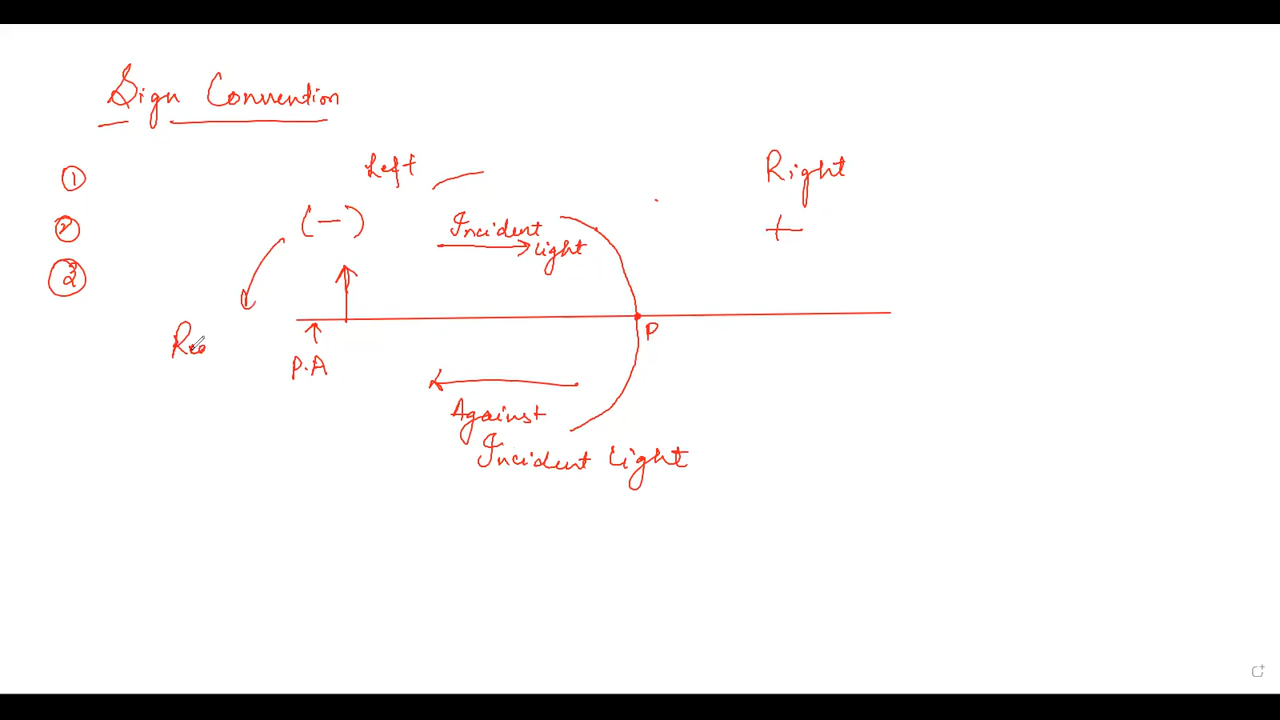 Sign Convention
①
Left
Right
②
(-)
Incident
+
Light
③
P
P.A
Against
Incident Light